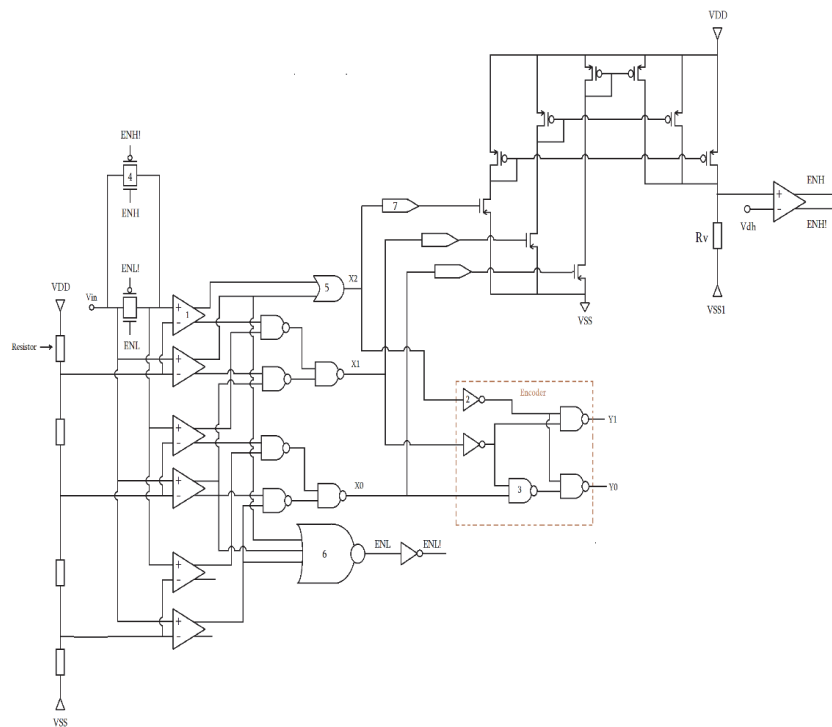 VDD
ENH!
4
ENH
7
ENH
+
−
ENH!
Vdh
Rv
VSS1
VSS
ENL!
VDD
Vin
ENL
+
−
1
5
X2
Resistor
+
−
X1
Encoder
2
Y1
+
−
+
−
X0
3
Y0
6
ENL
ENL!
+
−
+
−
VSS